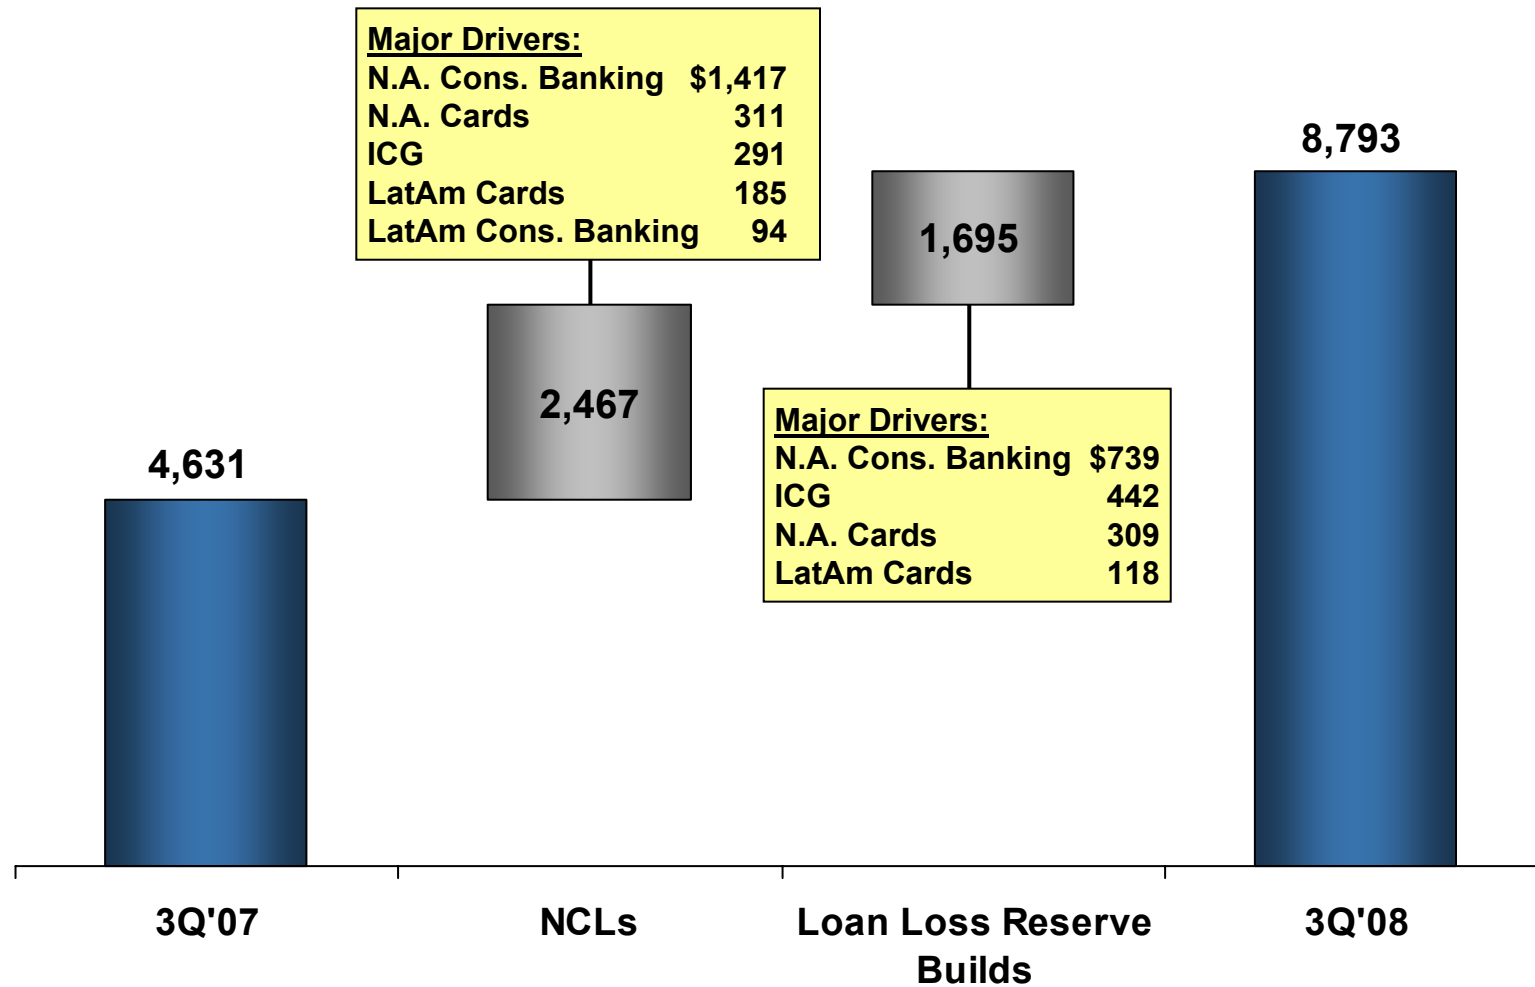 Major Drivers:
N.A. Cons. Banking $1,417
N.A. Cards 311
ICG 291
LatAm Cards 185
LatAm Cons. Banking 94
8,793
1,695
2,467
4,631
Major Drivers:
N.A. Cons. Banking $739
ICG 442
N.A. Cards 309
LatAm Cards 118
3Q'07
NCLs
Loan Loss Reserve
Builds
3Q'08